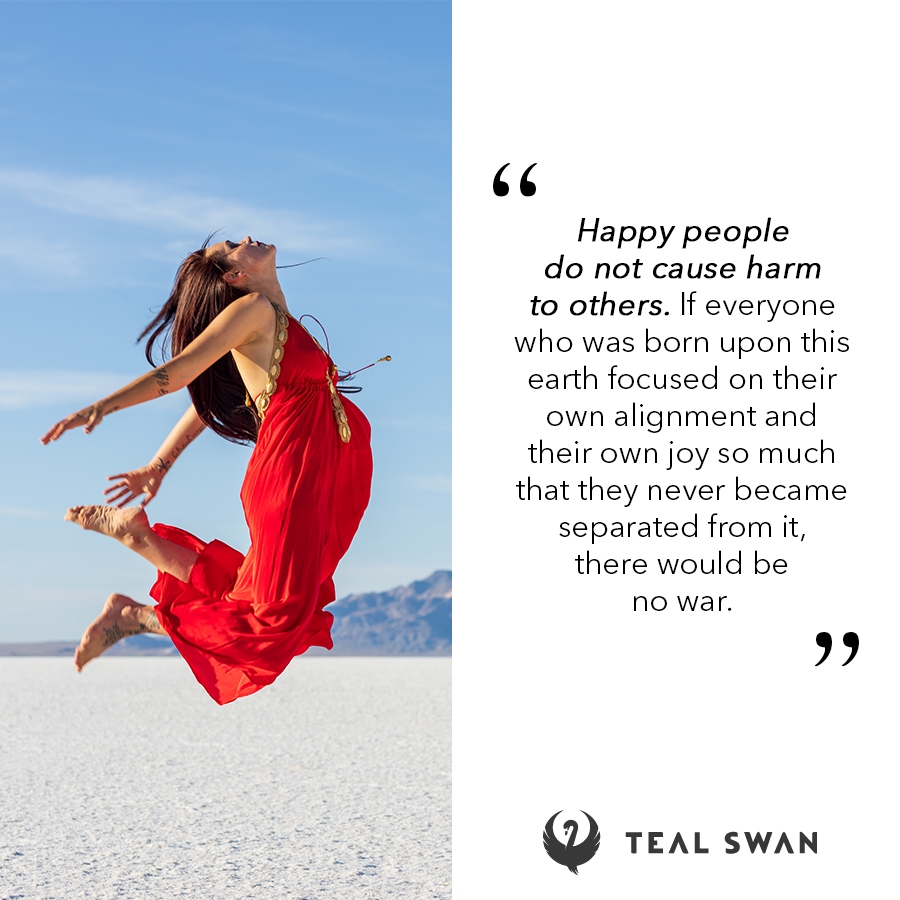 “
Happy people
do not cause harm
to others. If everyone
who was born upon this
earth focused on their
own alignment and
their own joy so much
that they never became
separated from it,
there would be
no war.
”
TEAL SWAN